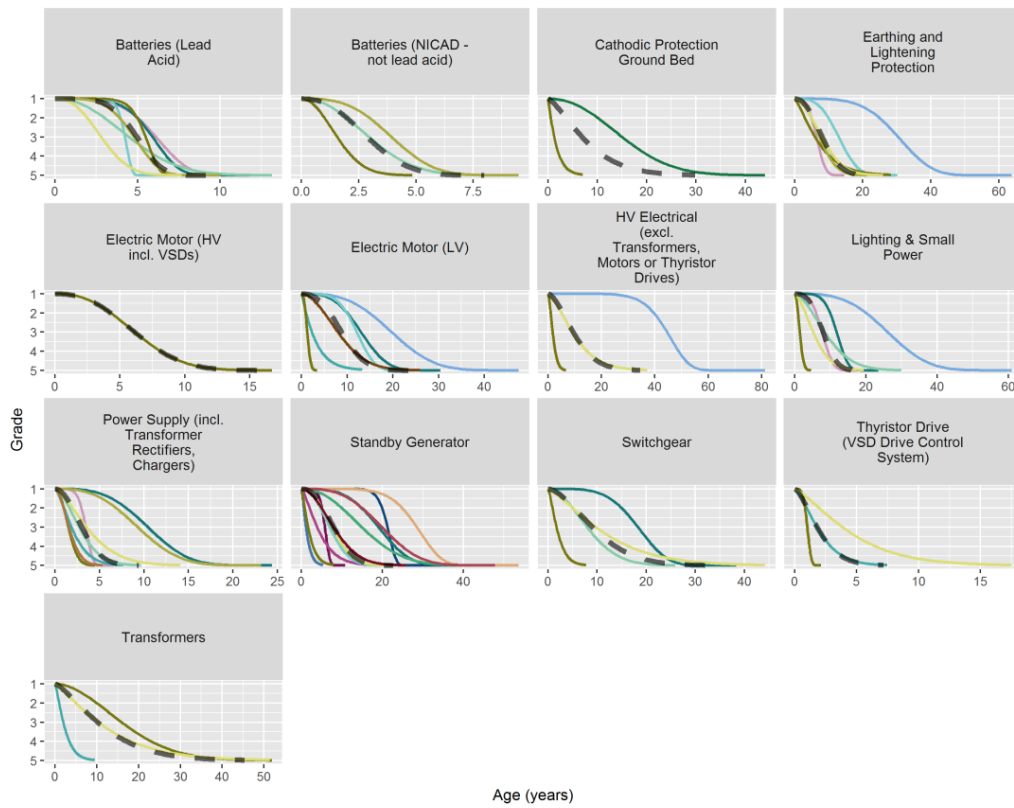 Batteries (Lead
Acid)
Batteries (NICAD -
not lead acid)
Cathodic Protection
Ground Bed
Earthing and
Lightening
Protection
1
2
3
4
5
0 5 10
0.0 2.5 5.0 7.5
0 10 20 30 40
0 20 40 60
Electric Motor (HV
incl. VSDs)
Electric Motor (LV)
HV Electrical
(excl.
Transformers,
Motors or Thyristor
Drives)
Lighting & Small
Power
1
2
3
4
5
0 5 10 15
0 10 20 30 40
0 20 40 60 80
0 20 40 60
Grade
Power Supply (incl.
Transformer
Rectifiers,
Chargers)
Standby Generator
Switchgear
Thyristor Drive
(VSD Drive Control
System)
1
2
3
4
5
0 5 10 15 20 25
0 20 40
0 10 20 30 40
0 5 10 15
Transformers
1
2
3
4
5
0 10 20 30 40 50
Age (years)